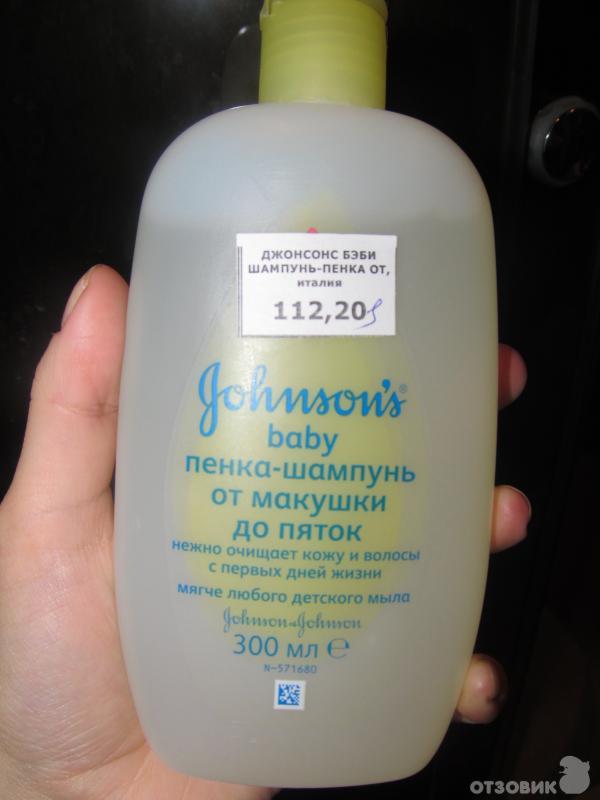 ДЖОНСОНС БЭБИ
ШАМПУНЬ-ПЕНКА ОТ,
италия
112,20
Johnson's®
baby
пенка-шампунь
от макушки
до пяток
нежно очищает кожу и волосы
с первых дней жизни
мягче любого детского мыла
Johnson & Johnson
300 мл ℮
N-571680
ОТЗОВИК